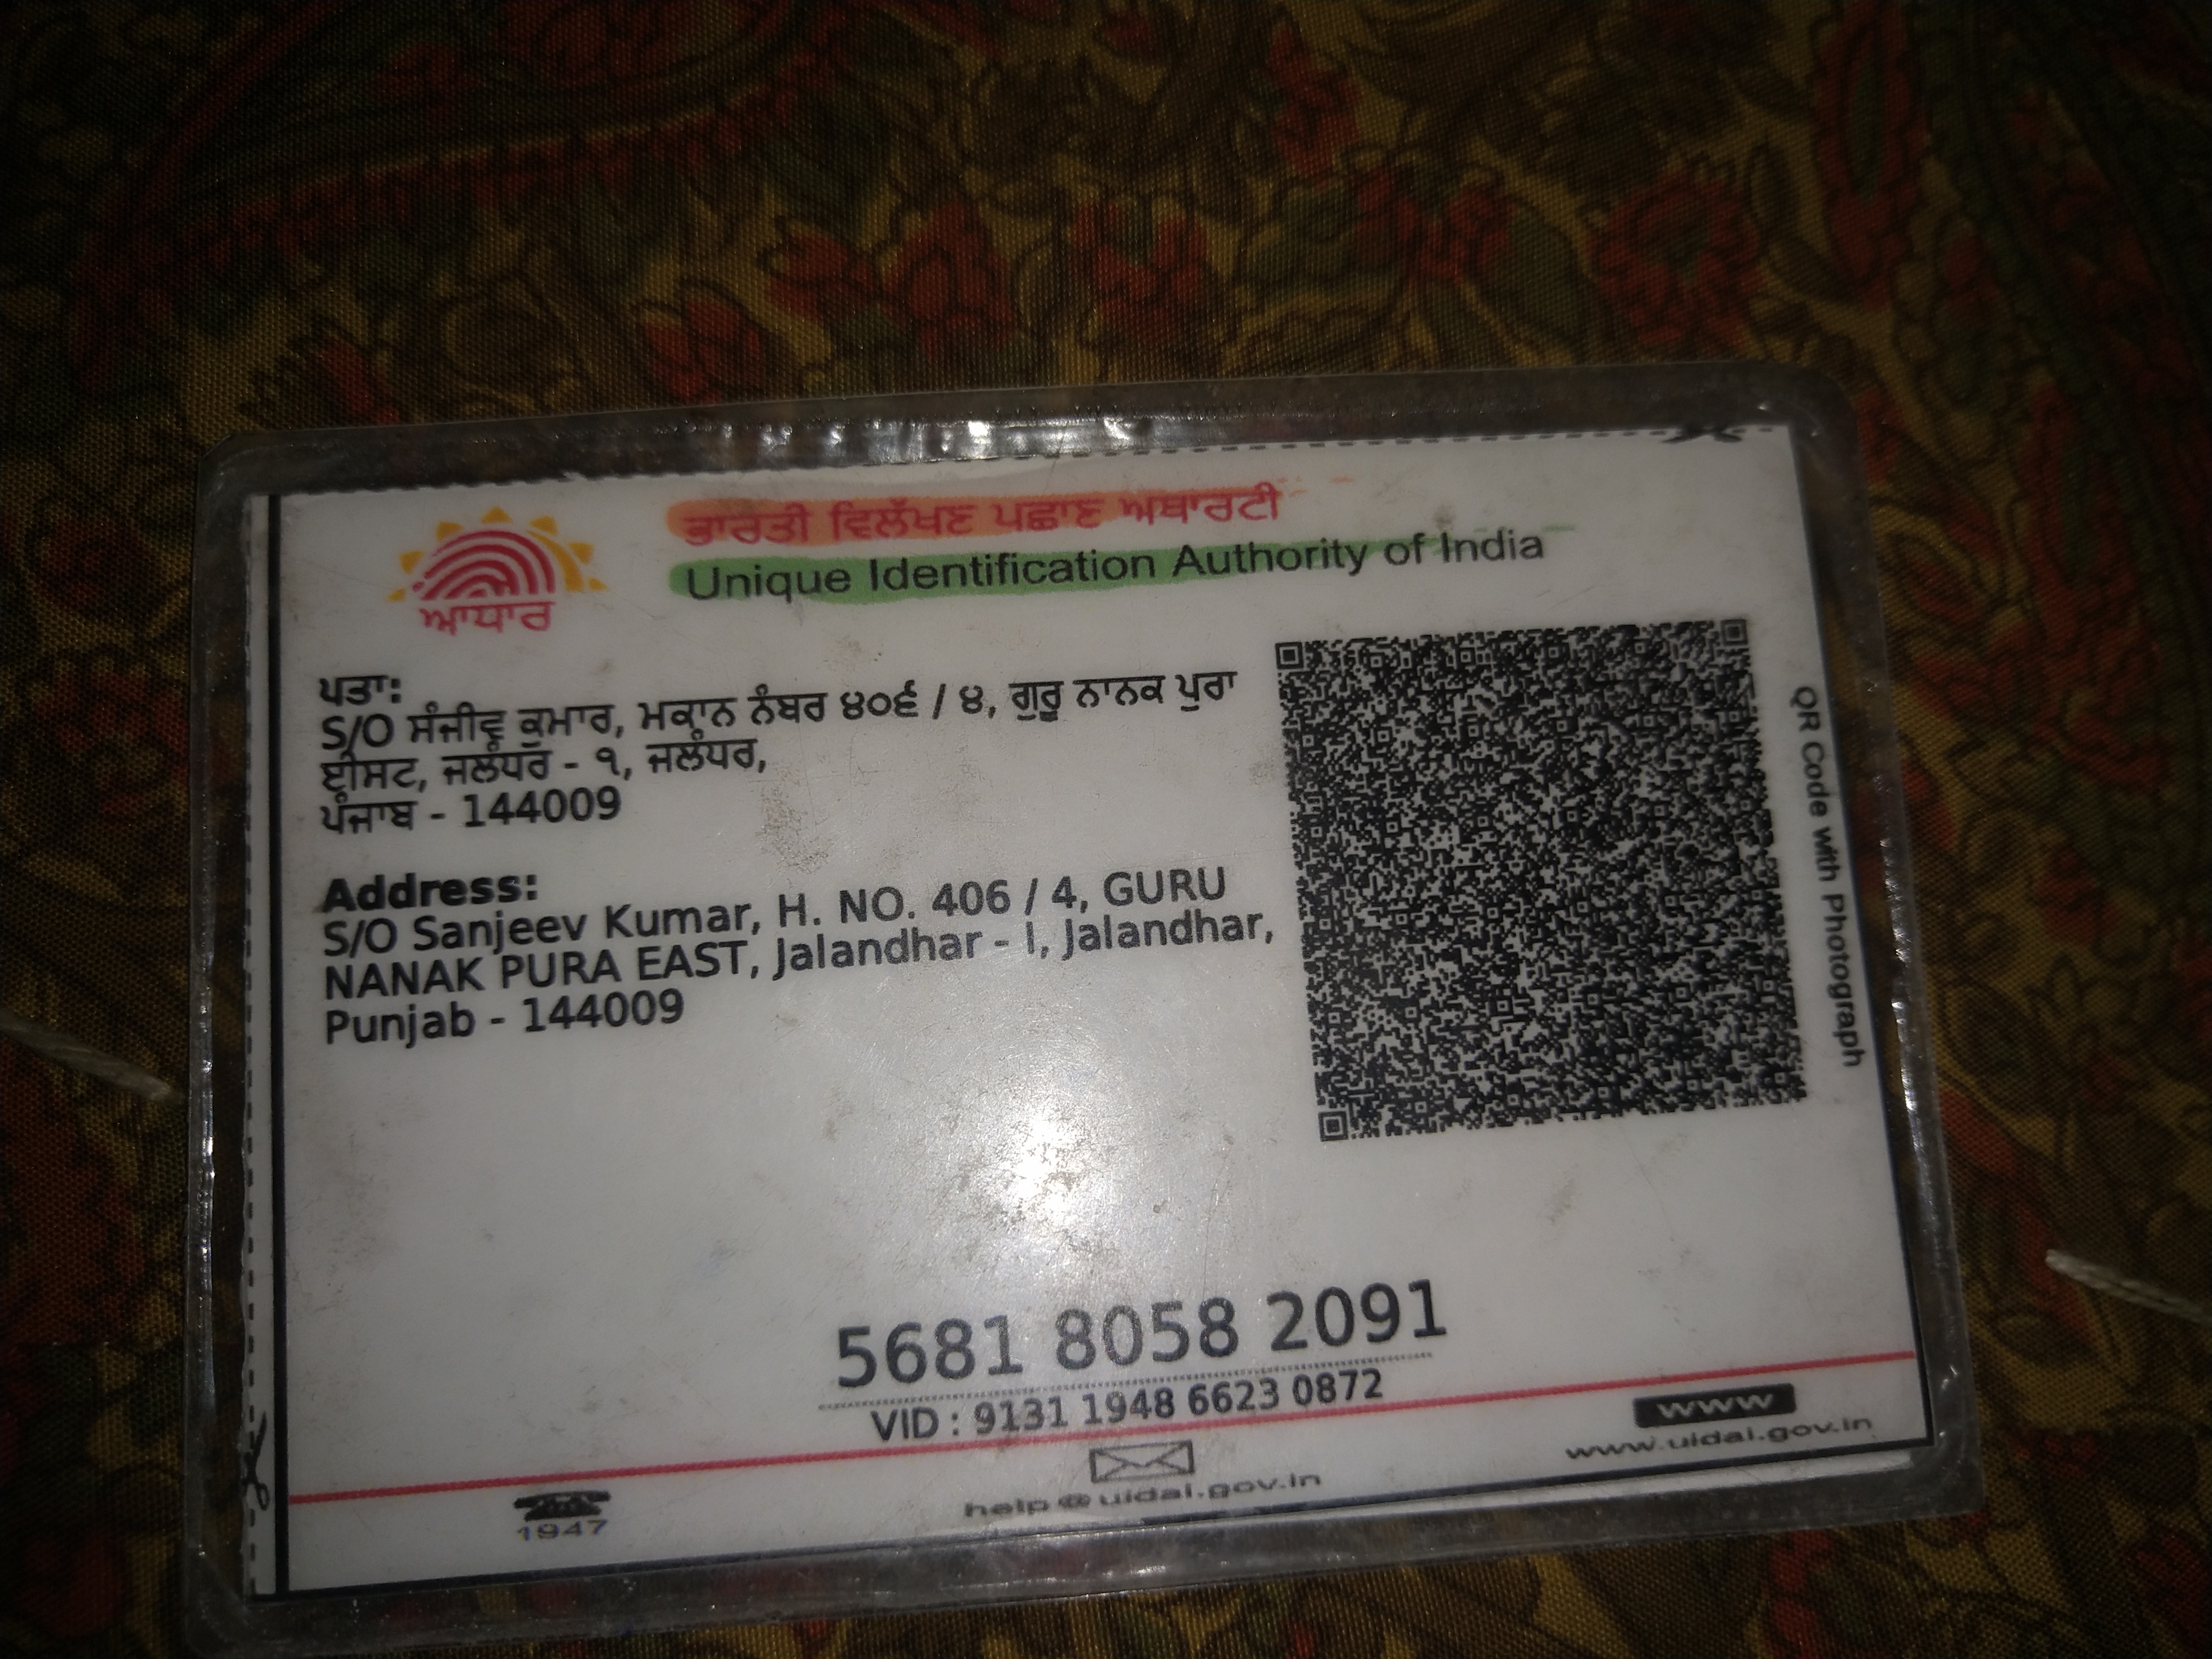 ਆਧਾਰ
ਭਾਰਤੀ ਵਿਲੱਖਣ ਪਛਾਣ ਅਥਾਰਟੀ
Unique Identification Authority of India
ਪਤਾ:
S/O ਸੰਜੀਵ ਕੁਮਾਰ, ਮਕਾਨ ਨੰਬਰ ੪੦੬ / ੪, ਗੁਰੂ ਨਾਨਕ ਪੁਰਾ
ਈਸਟ, ਜਲੰਧਰ - ੧, ਜਲੰਧਰ,
ਪੰਜਾਬ - 144009
Address:
S/O Sanjeev Kumar, H. NO. 406 / 4, GURU
NANAK PURA EAST, Jalandhar - I, Jalandhar,
Punjab - 144009
QR Code with Photograph
5681 8058 2091
VID : 9131 1948 6623 0872
1947
help@uidai.gov.in
www
www.uidai.gov.in